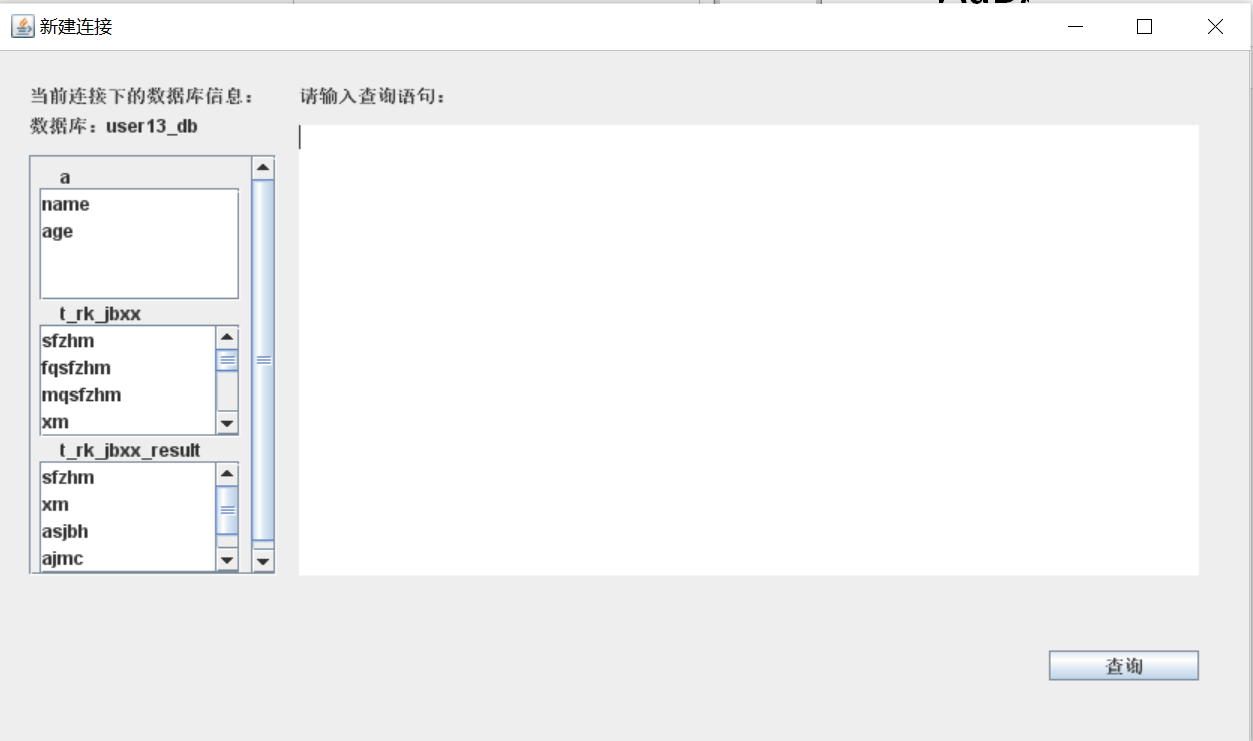 新建连接
当前连接下的数据库信息：
数据库：user13_db
a
name
age
t_rk_jbxx
sfzhm
fqsfzhm
mqsfzhm
xm
t_rk_jbxx_result
sfzhm
xm
asjbh
ajmc
请输入查询语句：
查询